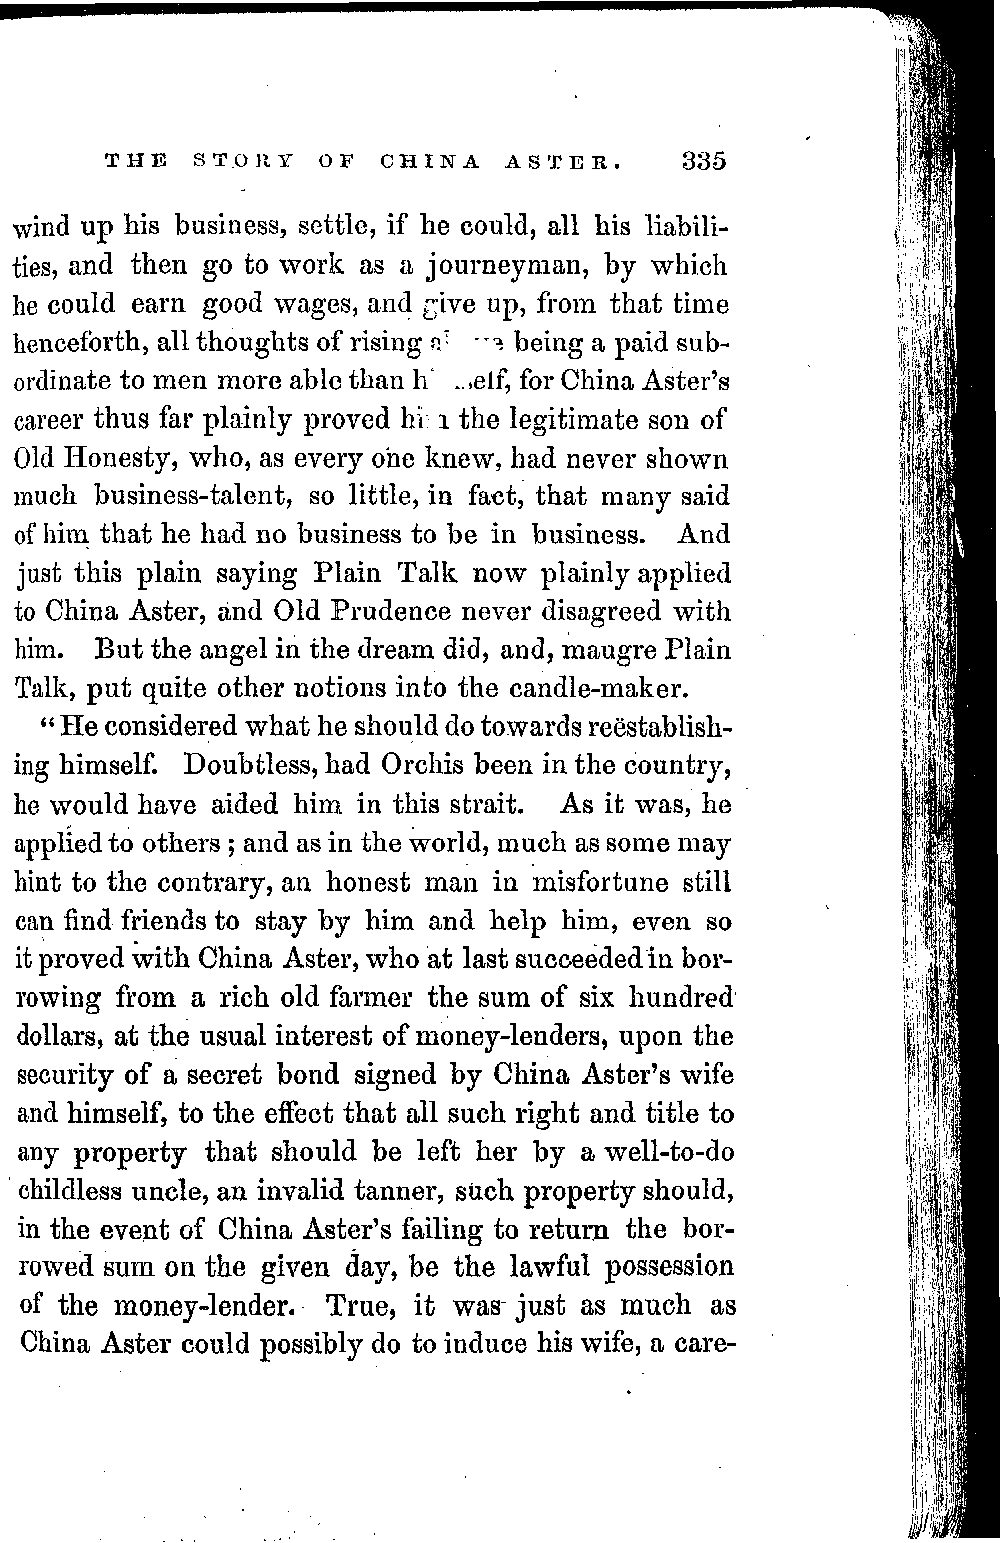 THE STORY OF CHINA ASTER. 335
wind up his business, settle, if he could, all his liabili-
ties, and then go to work as a journeyman, by which
he could earn good wages, and give up, from that time
henceforth, all thoughts of rising being a paid sub-
ordinate to men more able than for China Aster's
career thus far plainly proved him the legitimate son of
Old Honesty, who, as every one knew, had never shown
much business-talent, so little, in fact, that many said
of him that he had no business to be in business. And
just this plain saying Plain Talk now plainly applied
to China Aster, and Old Prudence never disagreed with
him. But the angel in the dream did, and, maugre Plain
Talk, put quite other notions into the candle-maker.
“He considered what he should do towards reëstablish-
ing himself. Doubtless, had Orchis been in the country,
he would have aided him in this strait. As it was, he
applied to others; and as in the world, much as some may
hint to the contrary, an honest man in misfortune still
can find friends to stay by him and help him, even so
it proved with China Aster, who at last succeeded in bor-
rowing from a rich old farmer the sum of six hundred
dollars, at the usual interest of money-lenders, upon the
security of a secret bond signed by China Aster's wife
and himself, to the effect that all such right and title to
any property that should be left her by a well-to-do
childless uncle, an invalid tanner, such property should,
in the event of China Aster's failing to return the bor-
rowed sum on the given day, be the lawful possession
of the money-lender. True, it was just as much as
China Aster could possibly do to induce his wife, a care-